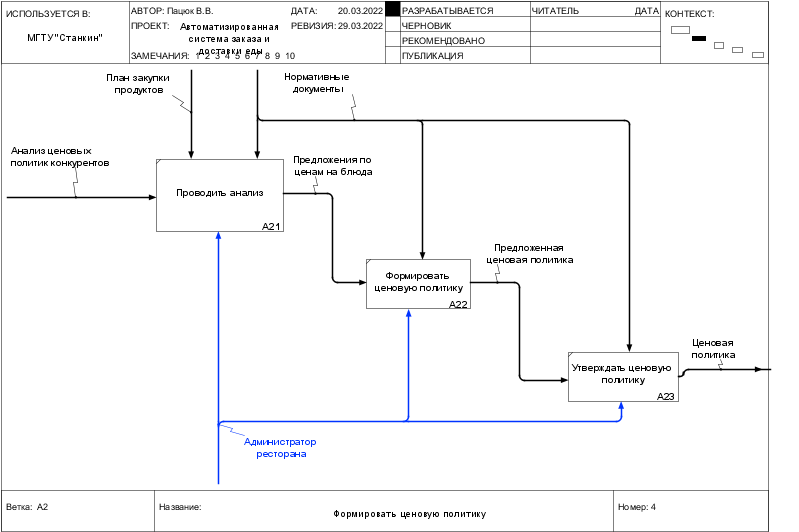 ИСПОЛЬЗУЕТСЯ В:
МГТУ"Станкин"
АВТОР: Пацюк В.В.
ДАТА: 20.03.2022
ПРОЕКТ: Автоматизированная
система заказа и
доставки еды
РЕВИЗИЯ: 29.03.2022
ЗАМЕЧАНИЯ: 1 2 3 4 5 6 7 8 9 10
РАЗРАБАТЫВАЕТСЯ
ЧЕРНОВИК
РЕКОМЕНДОВАНО
ПУБЛИКАЦИЯ
ЧИТАТЕЛЬ ДАТА
КОНТЕКСТ:
План закупки
продуктов
Нормативные
документы
Анализ ценовых
политик конкурентов
Проводить анализ
A21
Предложения по
ценам на блюда
Формировать
ценовую политику
A22
Предложенная
ценовая политика
Утверждать ценовую
политику
A23
Ценовая
политика
Администратор
ресторана
Ветка: A2
Название:
Формировать ценовую политику
Номер: 4